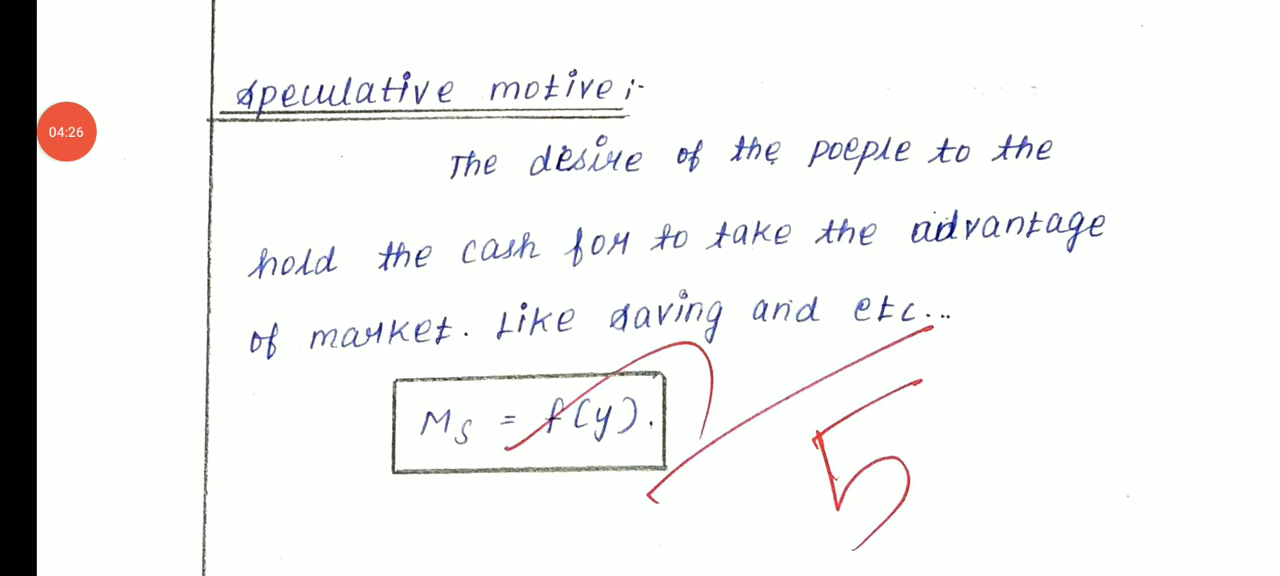 04:26
speculative motive:-
The desire of the poeple to the
hold the cash for to take the advantage
of market. Like saving and etc...
Ms = f(y).
5